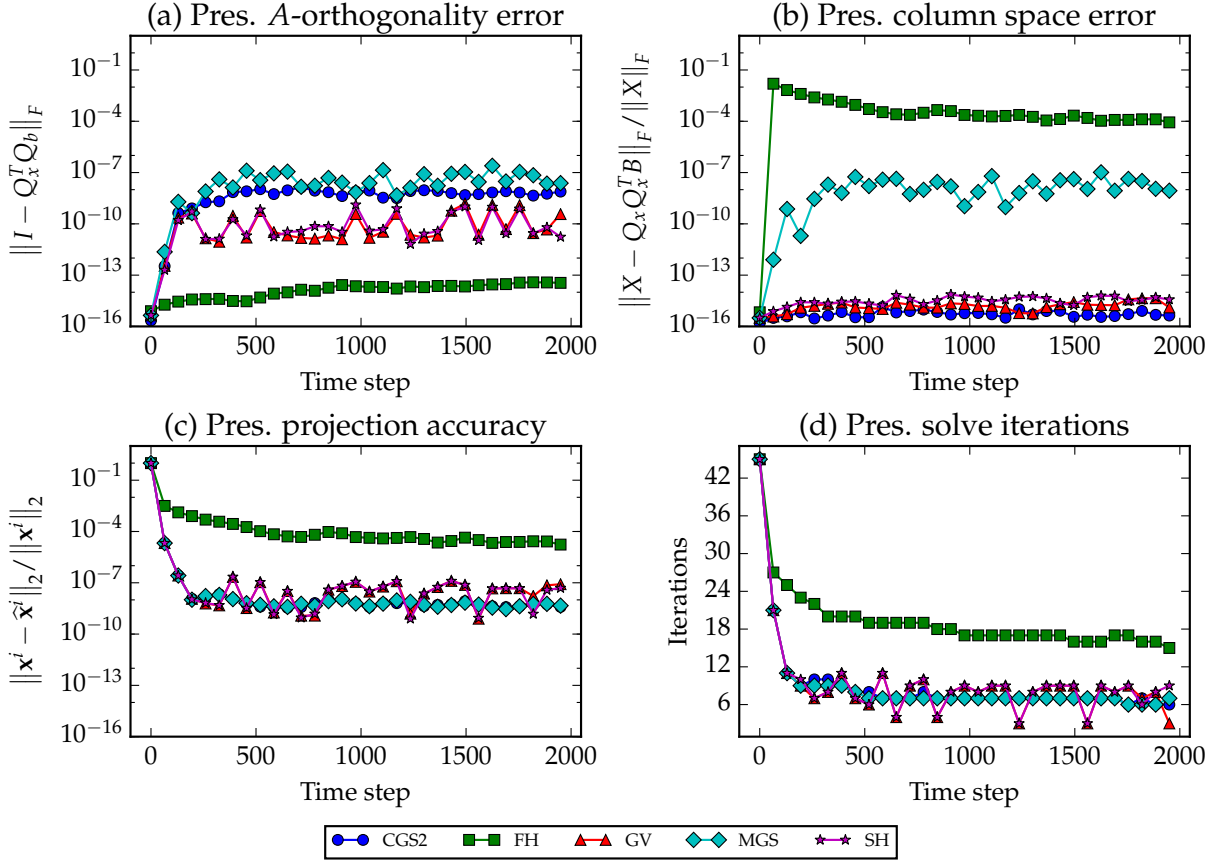 (a) Pres. A-orthogonality error
||I − Q_x^T Q_b||_F
10^{-1}
10^{-4}
10^{-7}
10^{-10}
10^{-13}
10^{-16}
0 500 1000 1500 2000
Time step
(b) Pres. column space error
||X − Q_x Q_x^T B||_F / ||X||_F
10^{-1}
10^{-4}
10^{-7}
10^{-10}
10^{-13}
10^{-16}
0 500 1000 1500 2000
Time step
(c) Pres. projection accuracy
||x^i − x̂^i||_2 / ||x^i||_2
10^{-1}
10^{-4}
10^{-7}
10^{-10}
10^{-13}
10^{-16}
0 500 1000 1500 2000
Time step
(d) Pres. solve iterations
Iterations
42
36
30
24
18
12
6
0 500 1000 1500 2000
Time step
CGS2 FH GV MGS SH